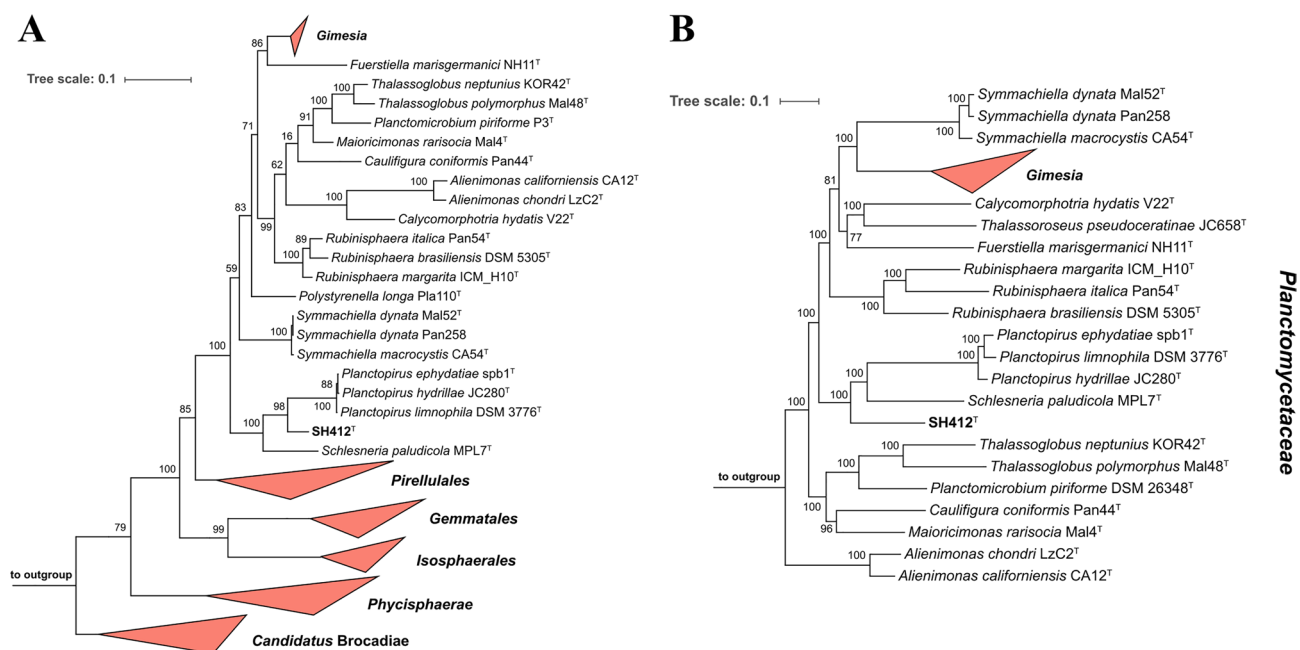 A
Tree scale: 0.1
86
Gimesia
Fuerstiella marisgermanici NH11ᵀ
100
Thalassoglobus neptunius KOR42ᵀ
100
Thalassoglobus polymorphus Mal48ᵀ
91
Planctomicrobium piriforme P3ᵀ
71
16
Maioricimonas rarisocia Mal4ᵀ
62
Caulifigura coniformis Pan44ᵀ
100
Alienimonas californiensis CA12ᵀ
100
Alienimonas chondri LzC2ᵀ
83
99
Calycomorphotria hydatis V22ᵀ
89
Rubinisphaera italica Pan54ᵀ
100
Rubinisphaera brasiliensis DSM 5305ᵀ
59
Rubinisphaera margarita ICM_H10ᵀ
Polystyrenella longa Pla110ᵀ
Symmachiella dynata Mal52ᵀ
100
Symmachiella dynata Pan258
100
Symmachiella macrocystis CA54ᵀ
Planctopirus ephydatiae spb1ᵀ
88
Planctopirus hydrillae JC280ᵀ
98
100
Planctopirus limnophila DSM 3776ᵀ
85
100
SH412ᵀ
Schlesneria paludicola MPL7ᵀ
100
Pirellulales
79
99
Gemmatales
Isosphaerales
to outgroup
Phycisphaerae
Candidatus Brocadiae
B
Tree scale: 0.1
Symmachiella dynata Mal52ᵀ
100
Symmachiella dynata Pan258
100
100
Symmachiella macrocystis CA54ᵀ
81
Gimesia
100
Calycomorphotria hydatis V22ᵀ
100
Thalassoroseus pseudoceratinae JC658ᵀ
77
Fuerstiella marisgermanici NH11ᵀ
100
Rubinisphaera margarita ICM_H10ᵀ
100
Rubinisphaera italica Pan54ᵀ
100
Rubinisphaera brasiliensis DSM 5305ᵀ
100
Planctopirus ephydatiae spb1ᵀ
100
Planctopirus limnophila DSM 3776ᵀ
100
100
Planctopirus hydrillae JC280ᵀ
100
100
Schlesneria paludicola MPL7ᵀ
SH412ᵀ
100
Thalassoglobus neptunius KOR42ᵀ
100
Thalassoglobus polymorphus Mal48ᵀ
to outgroup
Planctomicrobium piriforme DSM 26348ᵀ
100
Caulifigura coniformis Pan44ᵀ
96
Maioricimonas rarisocia Mal4ᵀ
100
Alienimonas chondri LzC2ᵀ
Alienimonas californiensis CA12ᵀ
Planctomycetaceae